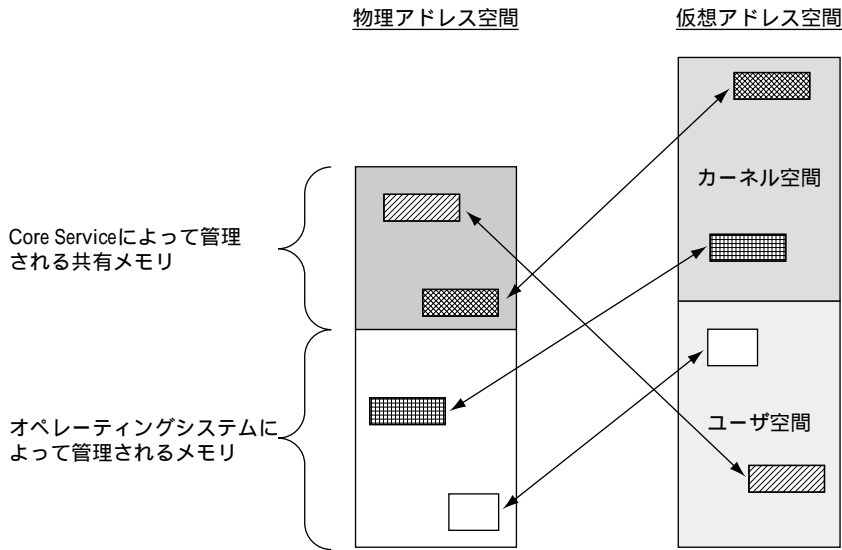 物理アドレス空間
仮想アドレス空間
カーネル空間
Core Serviceによって管理
される共有メモリ
オペレーティングシステムに
よって管理されるメモリ
ユーザ空間